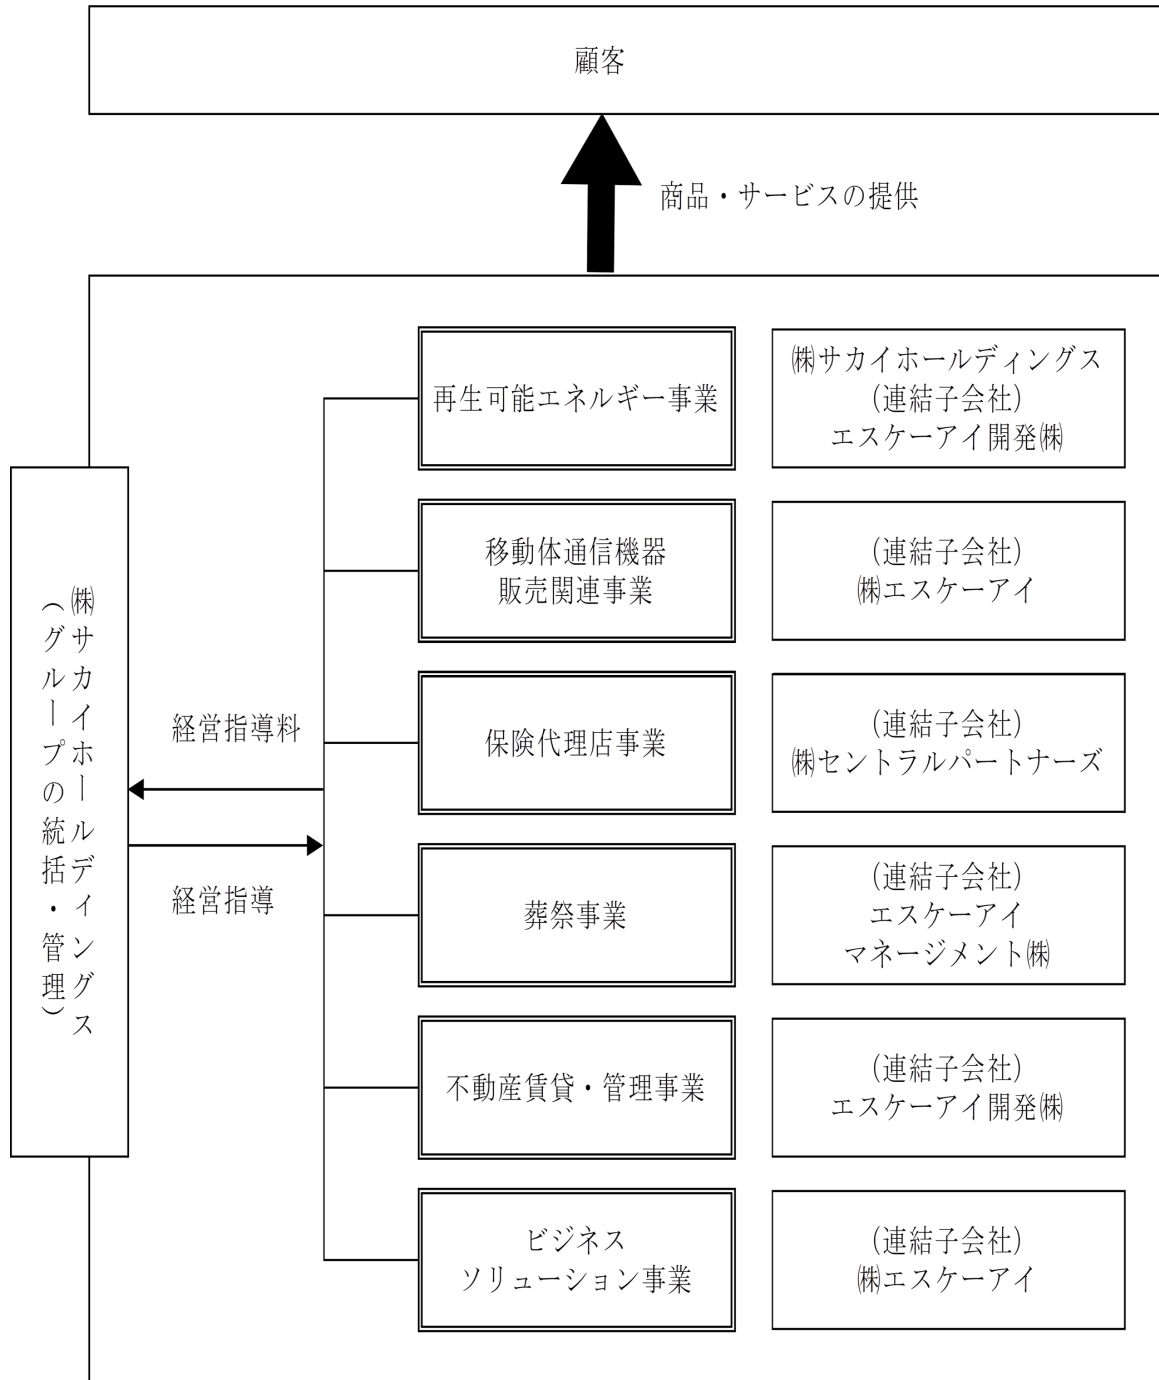 顧客
商品・サービスの提供
再生可能エネルギー事業
㈱サカイホールディングス
(連結子会社)
エスケーアイ開発㈱
移動体通信機器
販売関連事業
(連結子会社)
㈱エスケーアイ
㈱サカイホールディングス
(グループの統括・管理)
経営指導料
経営指導
保険代理店事業
(連結子会社)
㈱セントラルパートナーズ
葬祭事業
(連結子会社)
エスケーアイ
マネージメント㈱
不動産賃貸・管理事業
(連結子会社)
エスケーアイ開発㈱
ビジネス
ソリューション事業
(連結子会社)
㈱エスケーアイ